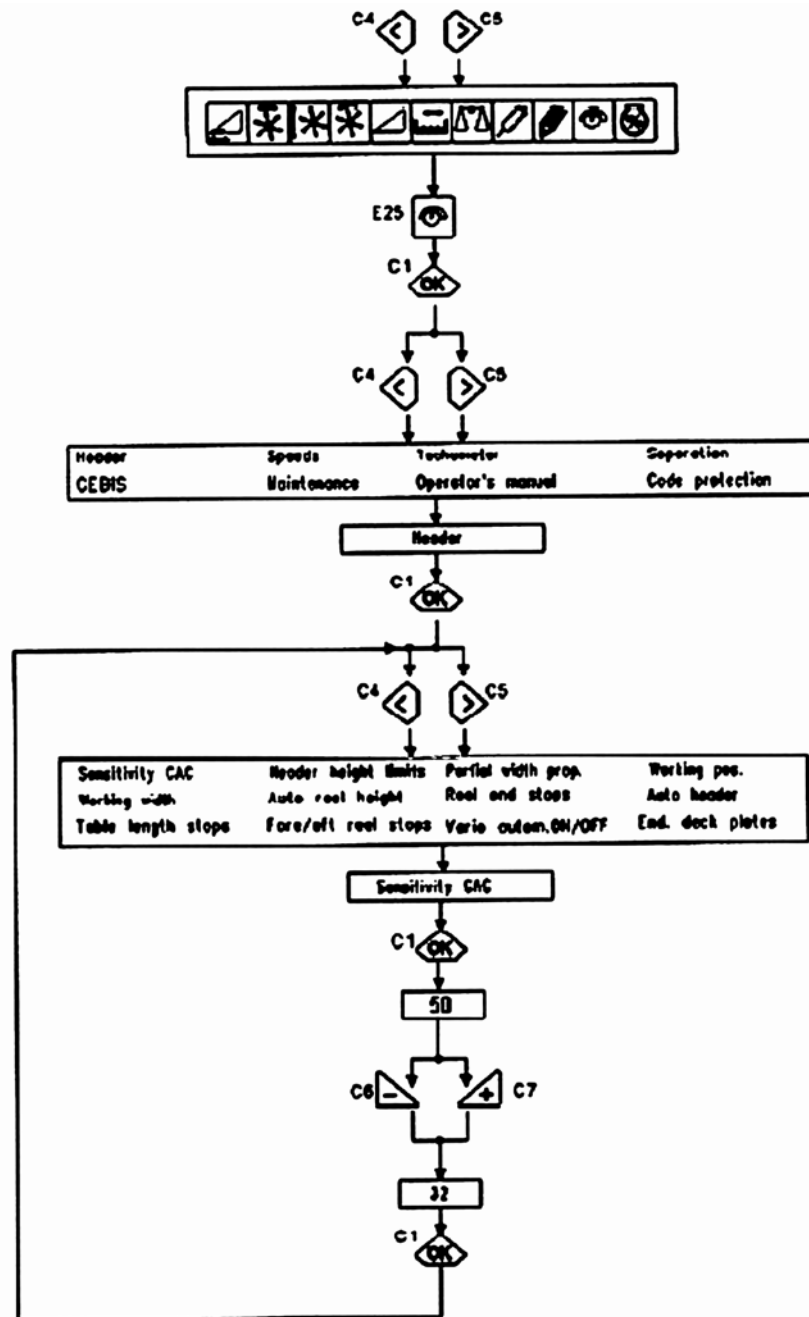 C4 < > C5
E25
C1
OK
C4 < > C5
Header Speeds Tachometer Separation
CEBIS Maintenance Operator's manual Code protection
Header
C1
OK
C4 < > C5
Sensitivity CAC Header height limits Partial width prop. Working pos.
Working width Auto reel height Reel end stops Auto header
Table length stops Fore/aft reel stops Vario autom.ON/OFF End. deck plates
Sensitivity CAC
C1
OK
50
C6 - + C7
32
C1
OK